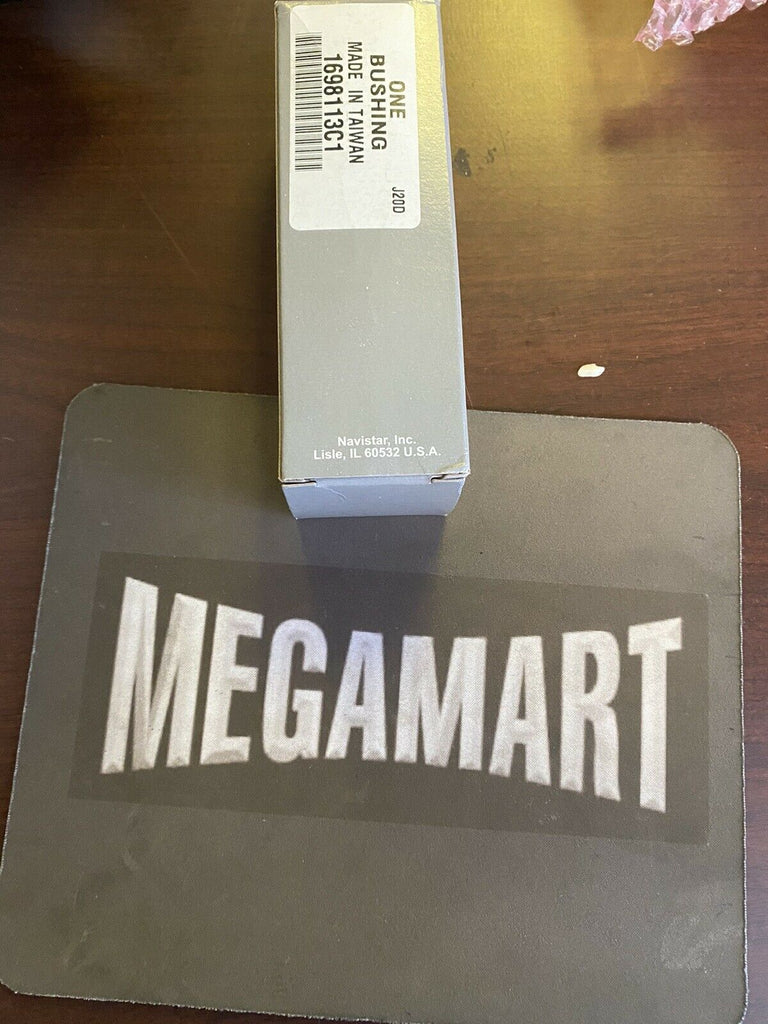 ONE
BUSHING
MADE IN TAIWAN
1698113C1
J20D
Navistar, Inc.
Lisle, IL 60532 U.S.A.
MEGAMART